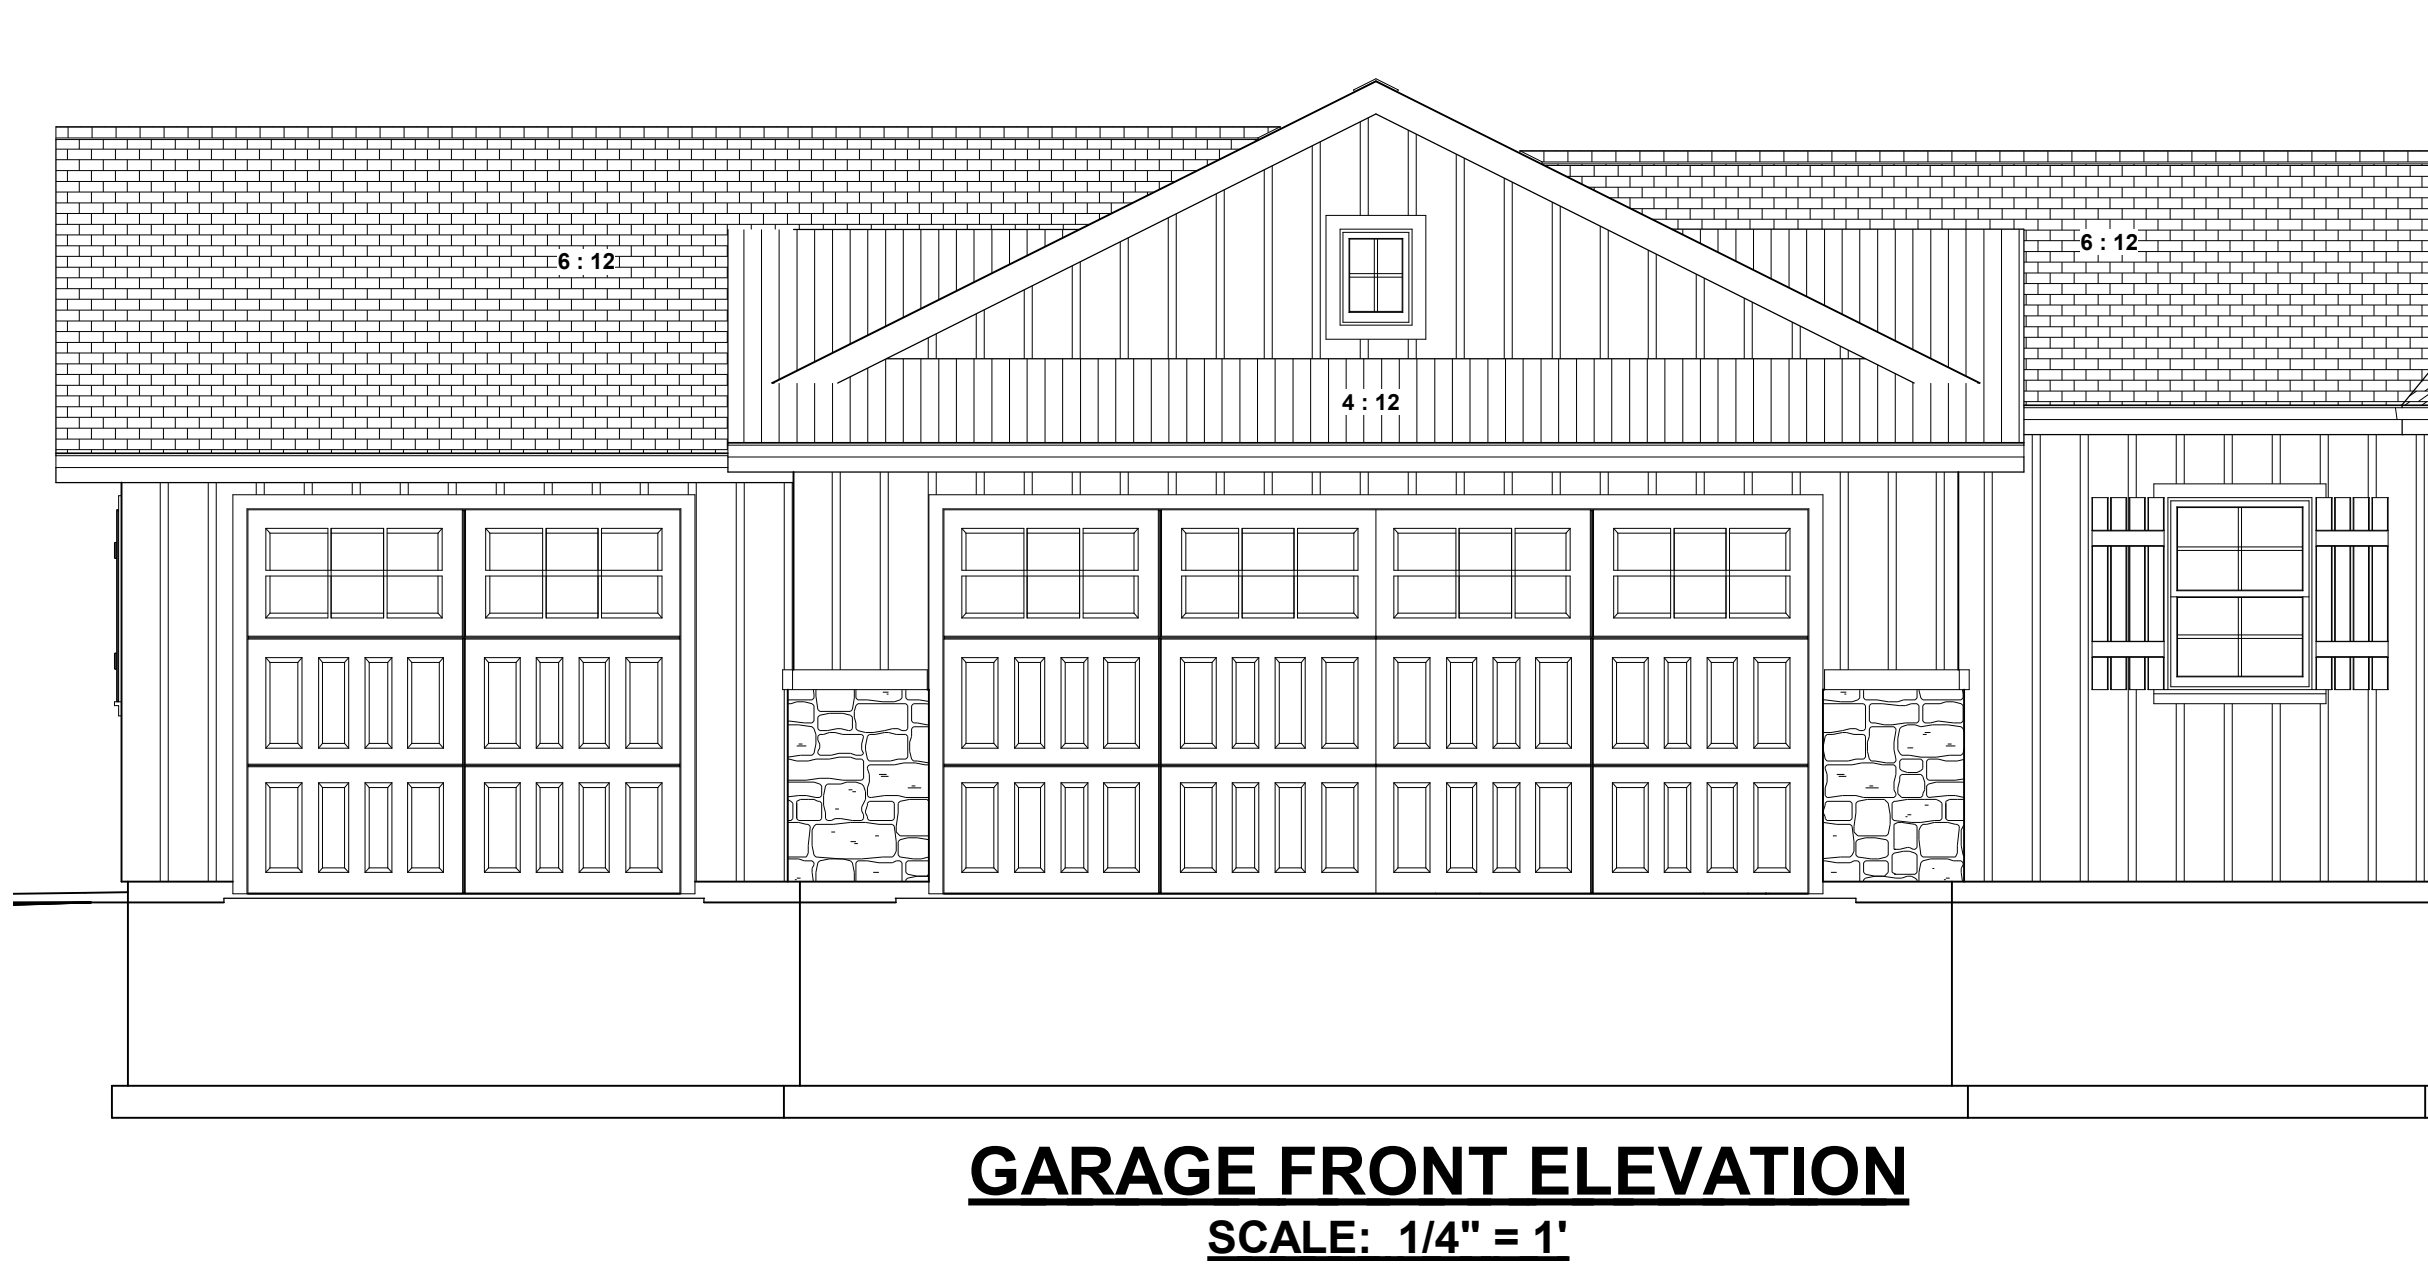 6 : 12
6 : 12
4 : 12
GARAGE FRONT ELEVATION
SCALE: 1/4" = 1'